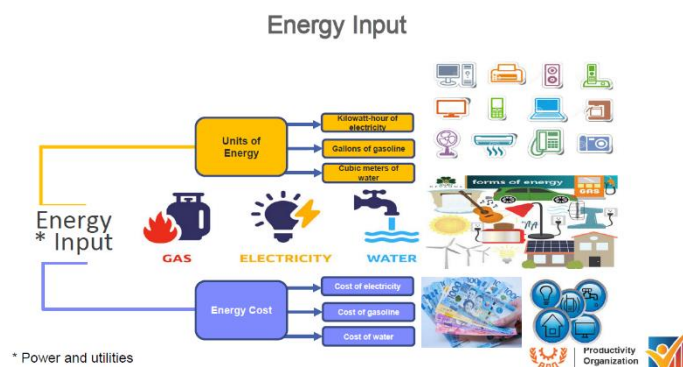 Energy Input
Energy
* Input
Units of
Energy
Kilowatt-hour of
electricity
Gallons of gasoline
Cubic meters of
water
GAS
ELECTRICITY
WATER
forms of energy
GAS
Energy Cost
Cost of electricity
Cost of gasoline
Cost of water
* Power and utilities
Productivity
Organization